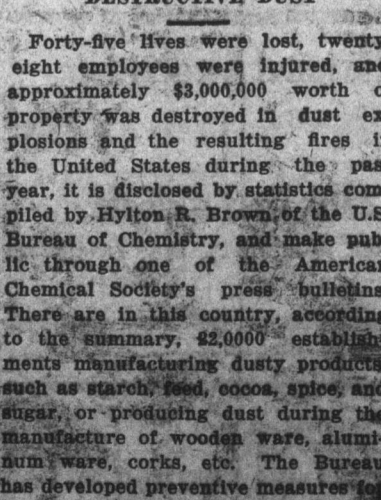 DESTRUCTIVE DUST
Forty-five lives were lost, twenty
eight employees were injured, and
approximately $3,000,000 worth o
property was destroyed in dust ex
plosions and the resulting fires i
the United States during the pas
year, it is disclosed by statistics com
piled by Hylton R. Brown of the U.S
Bureau of Chemistry, and make pub
lic through one of the American
Chemical Society's press bulletins
There are in this country, according
to the summary, 22,0000 establish-
ments manufacturing dusty products
such as starch, feed, cocoa, spice, and
sugar, or producing dust during the
manufacture of wooden ware, alumi-
num ware, corks, etc. The Bureau
has developed preventive measures for